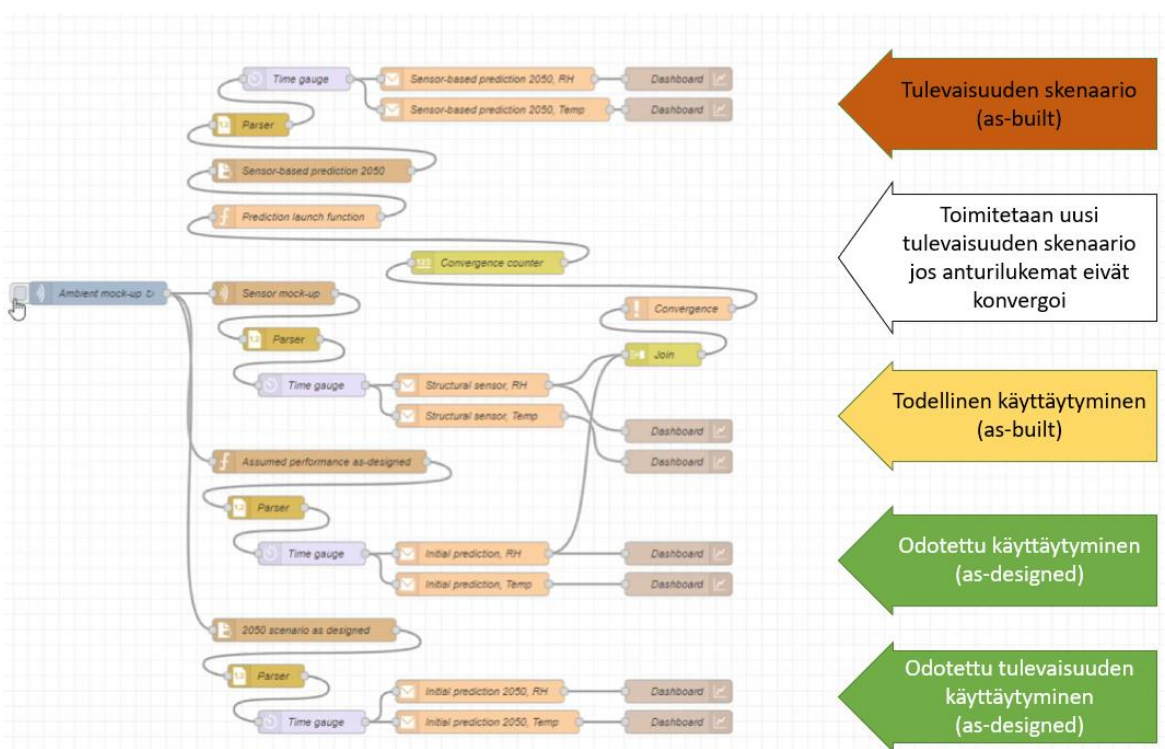 Time gauge
Sensor-based prediction 2050, RH
Dashboard
Sensor-based prediction 2050, Temp
Dashboard
Parser
Sensor-based prediction 2050
Prediction launch function
Convergence counter
Ambient mock-up ↻
Sensor mock-up
Convergence
Parser
Join
Time gauge
Structural sensor, RH
Structural sensor, Temp
Dashboard
Dashboard
Assumed performance as-designed
Parser
Time gauge
Initial prediction, RH
Dashboard
Initial prediction, Temp
Dashboard
2050 scenario as designed
Parser
Initial prediction 2050, RH
Dashboard
Time gauge
Initial prediction 2050, Temp
Dashboard
Tulevaisuuden skenaario
(as-built)
Toimitetaan uusi
tulevaisuuden skenaario
jos anturilukemat eivät
konvergoi
Todellinen käyttäytyminen
(as-built)
Odotettu käyttäytyminen
(as-designed)
Odotettu tulevaisuuden
käyttäytyminen
(as-designed)